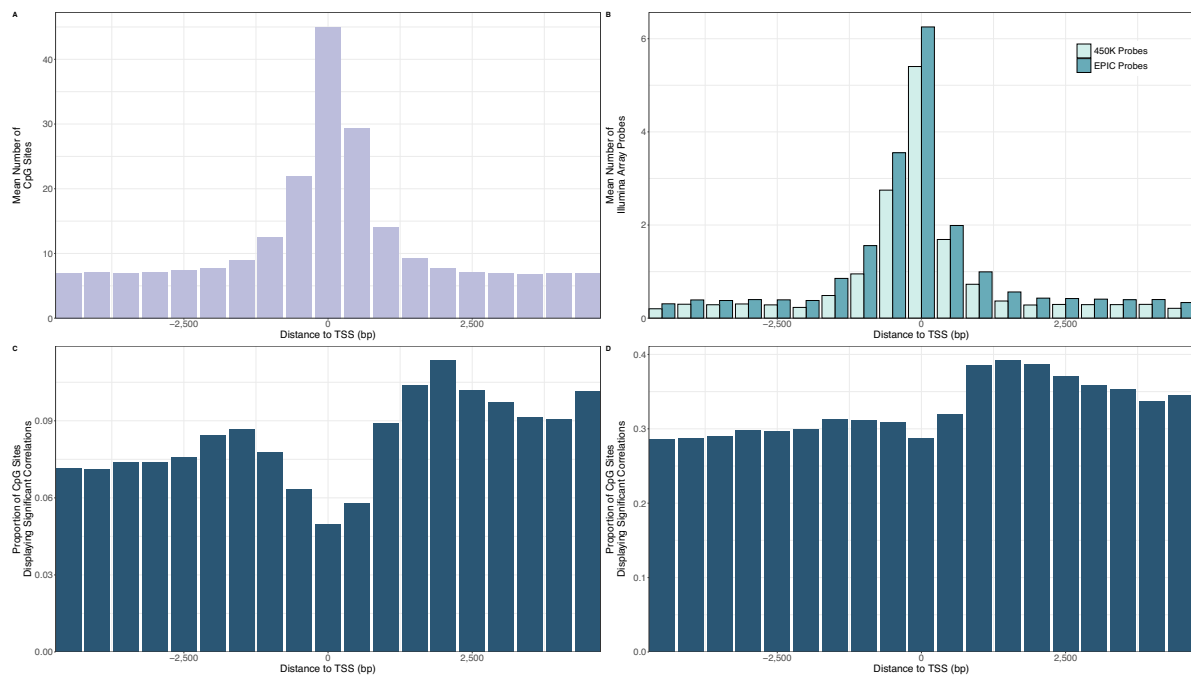 A
Mean Number of
CpG Sites
40
30
20
10
0
−2,500
0
2,500
Distance to TSS (bp)
B
Mean Number of
Illumina Array Probes
6
4
2
0
450K Probes
EPIC Probes
−2,500
0
2,500
Distance to TSS (bp)
C
Proportion of CpG Sites
Displaying Significant Correlations
0.09
0.06
0.03
0.00
−2,500
0
2,500
Distance to TSS (bp)
D
Proportion of CpG Sites
Displaying Significant Correlations
0.4
0.3
0.2
0.1
0.0
−2,500
0
2,500
Distance to TSS (bp)